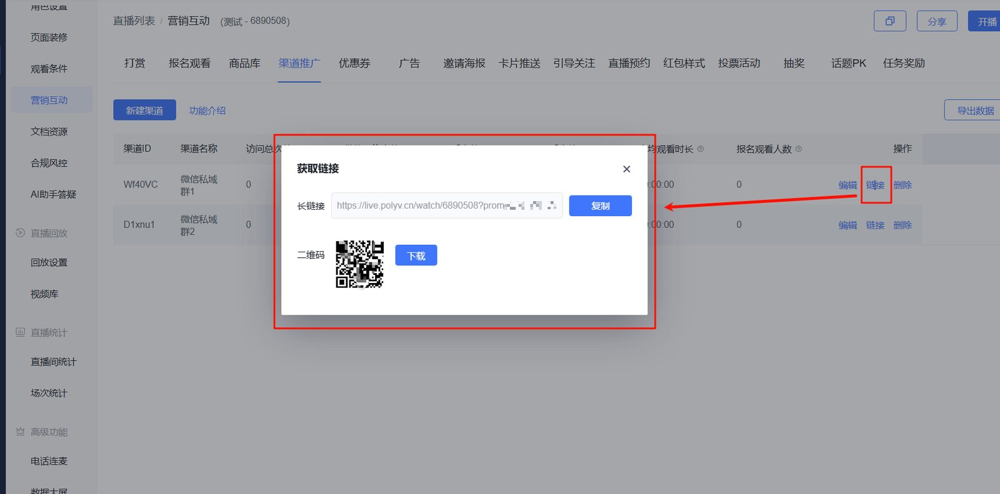 角色设置
页面装修
观看条件
营销互动
文档资源
合规风控
AI助手答疑
直播回放
回放设置
视频库
直播统计
直播间统计
场次统计
高级功能
电话连麦
数据大屏
直播列表 / 营销互动 (测试 - 6890508)
分享
开播
打赏 报名观看 商品库 渠道推广 优惠券 广告 邀请海报 卡片推送 引导关注 直播预约 红包样式 投票活动 抽奖 话题PK 任务奖励
新建渠道 功能介绍 导出数据
渠道ID 渠道名称 访问总 均观看时长 报名观看人数 操作
Wf40VC 微信私域 0 :00:00 0 编辑 链接 删除
群1
D1xnu1 微信私域 0 :00:00 0 编辑 链接 删除
群2
获取链接
长链接 https://live.polyv.cn/watch/6890508?prom 复制
二维码 下载